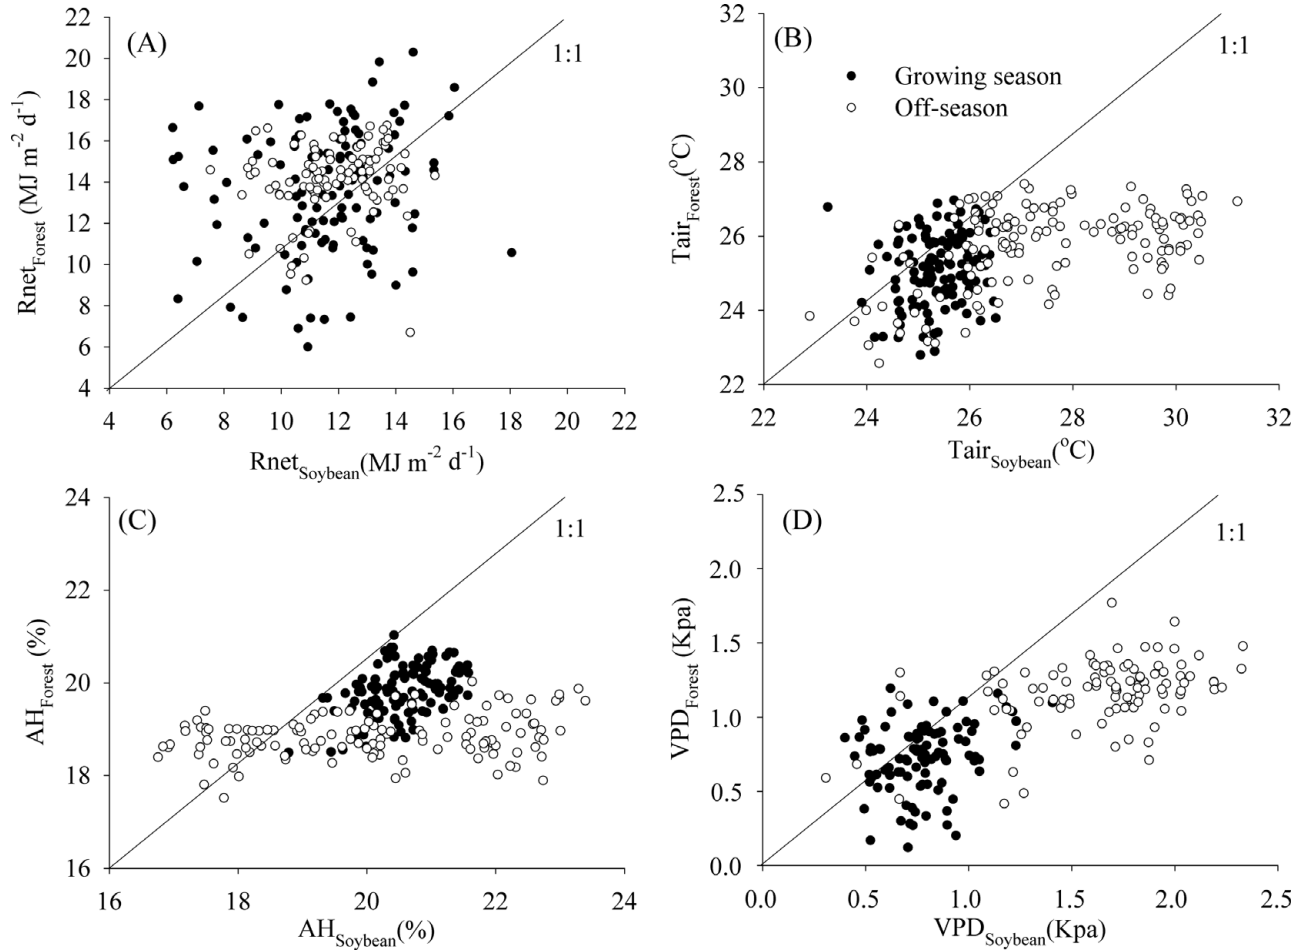 (A)
1:1
22
20
18
16
14
12
10
8
6
4
4 6 8 10 12 14 16 18 20 22
Rnet_Forest (MJ m⁻² d⁻¹)
Rnet_Soybean (MJ m⁻² d⁻¹)
(B)
1:1
Growing season
Off-season
32
30
28
26
24
22
22 24 26 28 30 32
Tair_Forest (°C)
Tair_Soybean (°C)
(C)
1:1
24
22
20
18
16
16 18 20 22 24
AH_Forest (%)
AH_Soybean (%)
(D)
1:1
2.5
2.0
1.5
1.0
0.5
0.0
0.0 0.5 1.0 1.5 2.0 2.5
VPD_Forest (Kpa)
VPD_Soybean (Kpa)